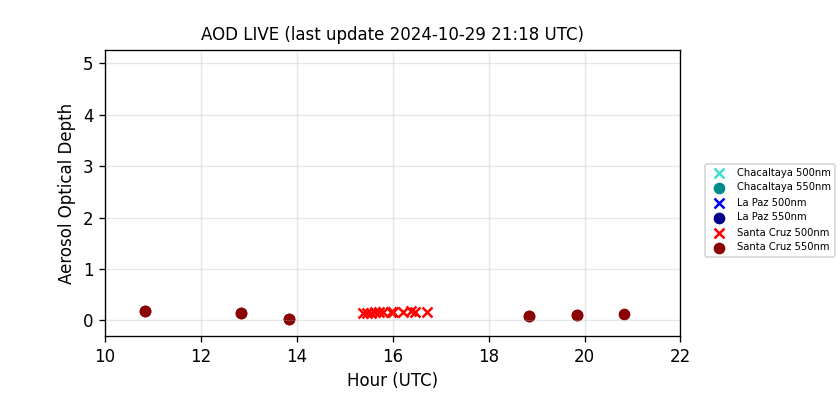 AOD LIVE (last update 2024-10-29 21:18 UTC)
5
4
3
2
1
0
Aerosol Optical Depth
10 12 14 16 18 20 22
Hour (UTC)
Chacaltaya 500nm
Chacaltaya 550nm
La Paz 500nm
La Paz 550nm
Santa Cruz 500nm
Santa Cruz 550nm